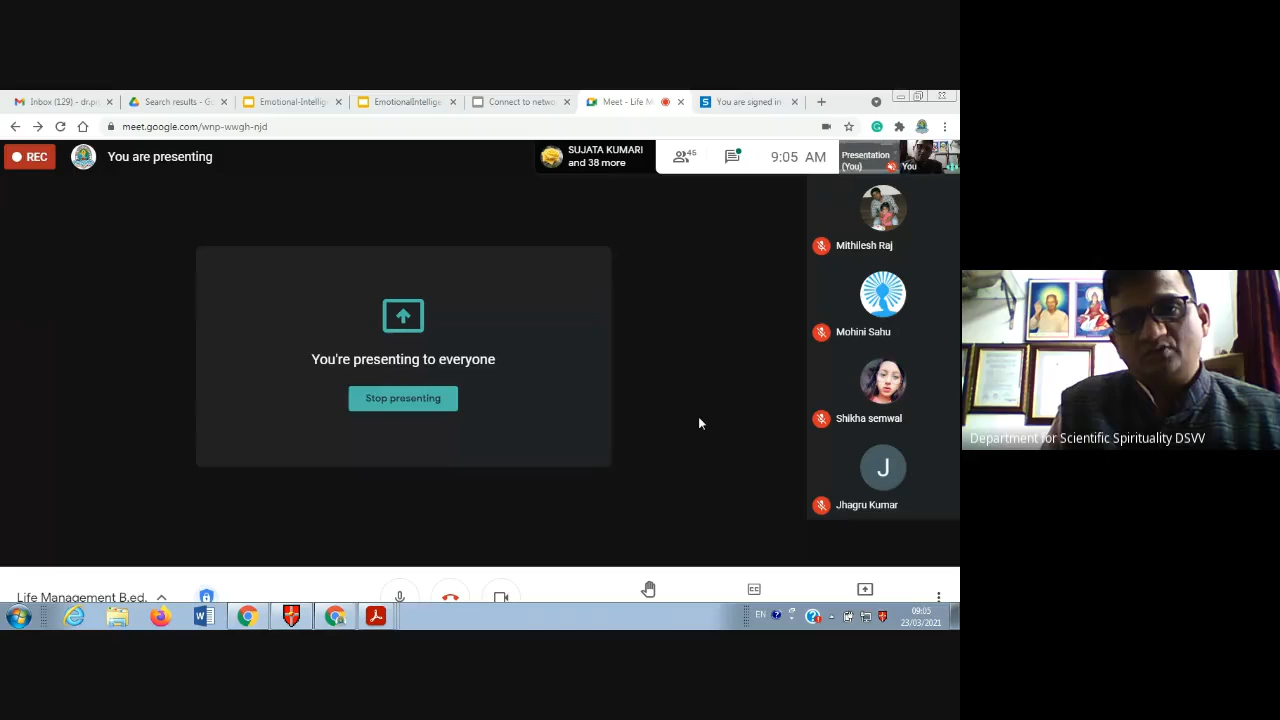 Inbox (129) - dr.p
Search results - Go
Emotional-Intellig
EmotionalIntellige
Connect to netwo
Meet - Life M
You are signed in
meet.google.com/wnp-wwgh-njd
REC
You are presenting
SUJATA KUMARI
and 38 more
45
9:05 AM
Presentation
(You)
You
Mithilesh Raj
Mohini Sahu
You're presenting to everyone
Stop presenting
Shikha semwal
Department for Scientific Spirituality DSVV
J
Jhagru Kumar
Life Management B.ed.
CC
EN
09:05
23/03/2021